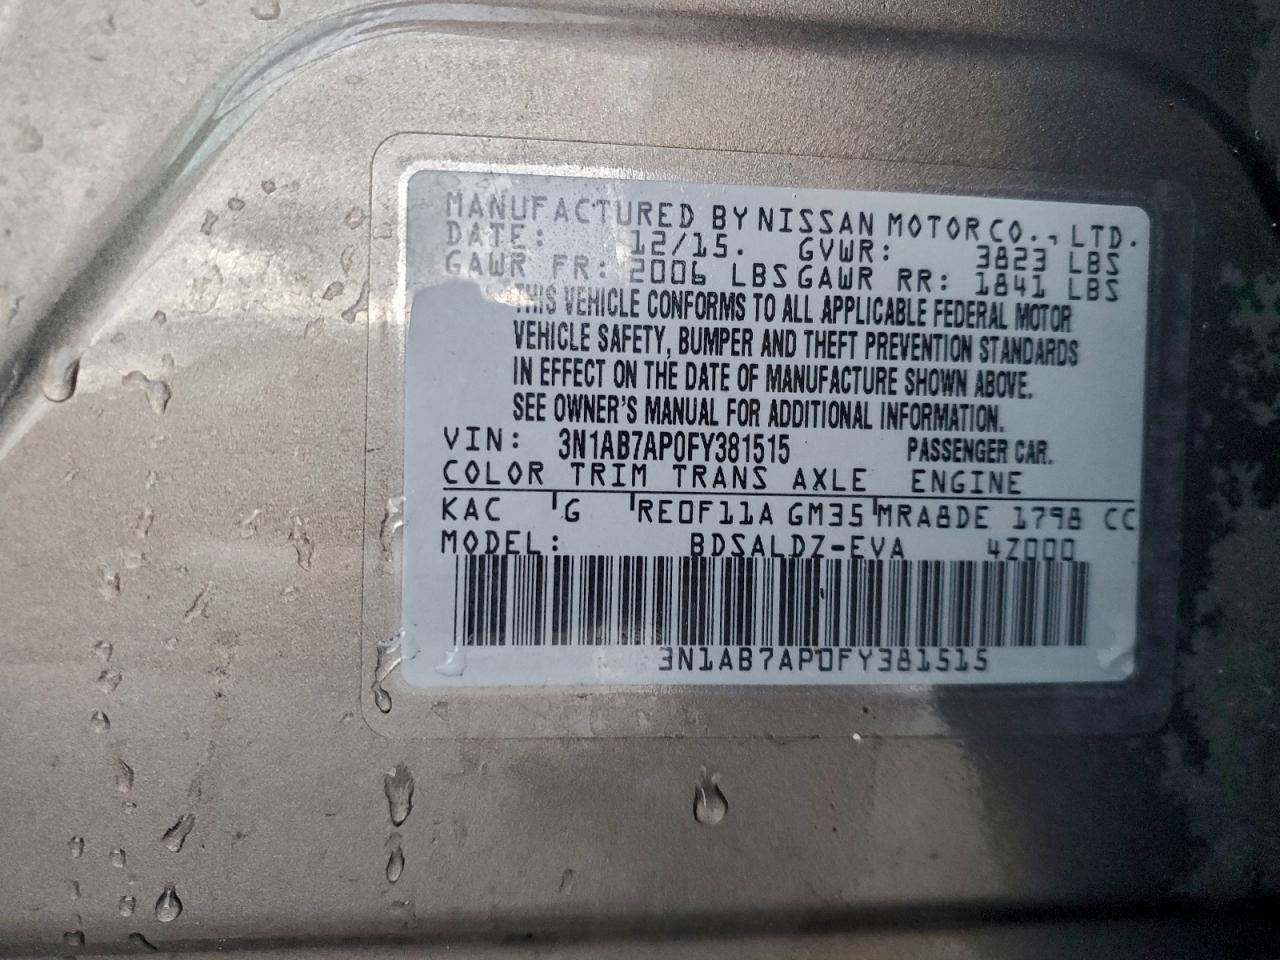 MANUFACTURED BY NISSAN MOTOR CO., LTD.
DATE: 12/15. GVWR: 3823 LBS
GAWR FR: 2006 LBS GAWR RR: 1841 LBS
THIS VEHICLE CONFORMS TO ALL APPLICABLE FEDERAL MOTOR
VEHICLE SAFETY, BUMPER AND THEFT PREVENTION STANDARDS
IN EFFECT ON THE DATE OF MANUFACTURE SHOWN ABOVE.
SEE OWNER'S MANUAL FOR ADDITIONAL INFORMATION.
VIN: 3N1AB7AP0FY381515 PASSENGER CAR.
COLOR TRIM TRANS AXLE ENGINE
KAC G RE0F11A GM35 MRA8DE 1798 CC
MODEL: BDSALDZ-EVA 4Z000
3N1AB7AP0FY381515